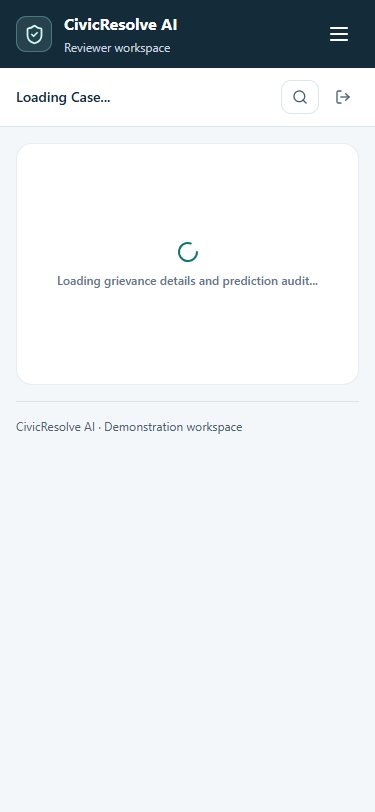 CivicResolve AI
Reviewer workspace
Loading Case...
Loading grievance details and prediction audit...
CivicResolve AI · Demonstration workspace